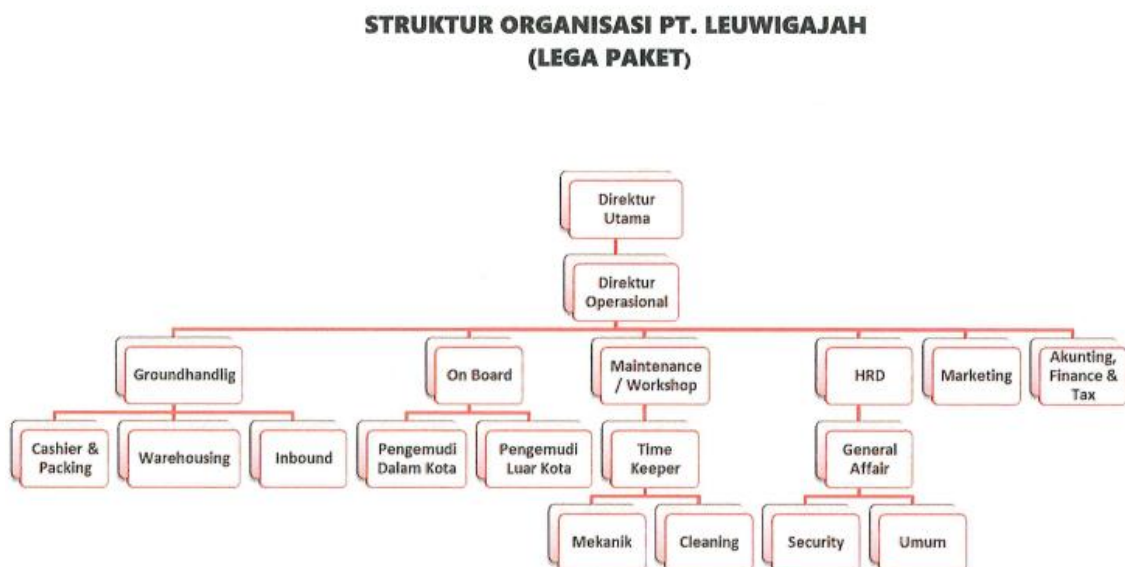 STRUKTUR ORGANISASI PT. LEUWIGAJAH
(LEGA PAKET)
Direktur
Utama
Direktur
Operasional
Groundhandlig
On Board
Maintenance
/ Workshop
HRD
Marketing
Akunting,
Finance &
Tax
Cashier &
Packing
Warehousing
Inbound
Pengemudi
Dalam Kota
Pengemudi
Luar Kota
Time
Keeper
General
Affair
Mekanik
Cleaning
Security
Umum